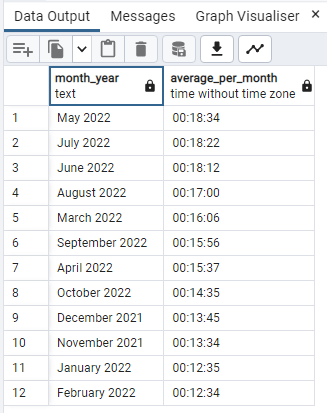 Data Output Messages Graph Visualiser ×
month_year average_per_month
text time without time zone
1 May 2022 00:18:34
2 July 2022 00:18:22
3 June 2022 00:18:12
4 August 2022 00:17:00
5 March 2022 00:16:06
6 September 2022 00:15:56
7 April 2022 00:15:37
8 October 2022 00:14:35
9 December 2021 00:13:45
10 November 2021 00:13:34
11 January 2022 00:12:35
12 February 2022 00:12:34